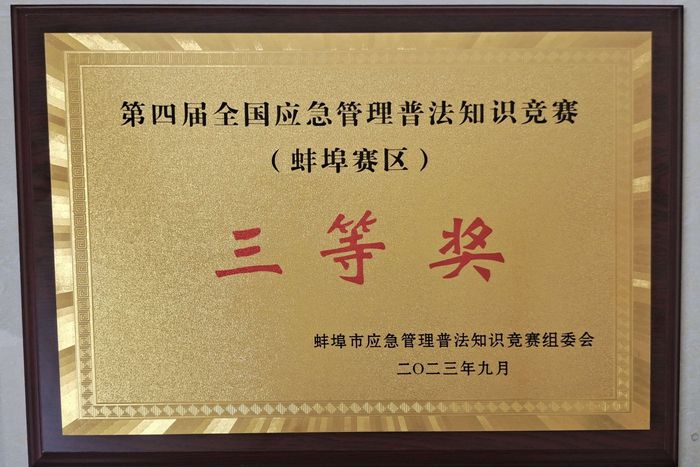 第四届全国应急管理普法知识竞赛
（蚌埠赛区）
三等奖
蚌埠市应急管理普法知识竞赛组委会
二〇二三年九月